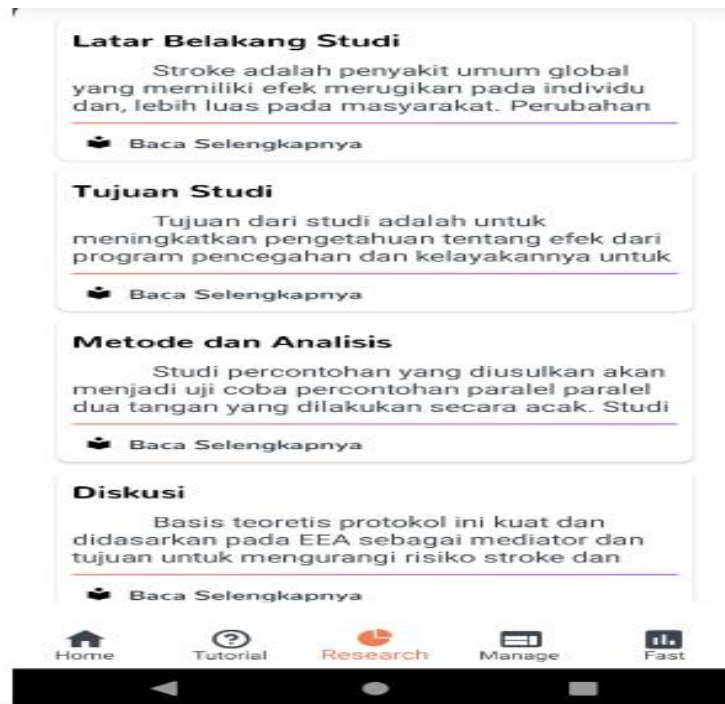 Latar Belakang Studi
Stroke adalah penyakit umum global
yang memiliki efek merugikan pada individu
dan, lebih luas pada masyarakat. Perubahan
Baca Selengkapnya
Tujuan Studi
Tujuan dari studi adalah untuk
meningkatkan pengetahuan tentang efek dari
program pencegahan dan kelayakannya untuk
Baca Selengkapnya
Metode dan Analisis
Studi percontohan yang diusulkan akan
menjadi uji coba percontohan paralel paralel
dua tangan yang dilakukan secara acak. Studi
Baca Selengkapnya
Diskusi
Basis teoretis protokol ini kuat dan
didasarkan pada EEA sebagai mediator dan
tujuan untuk mengurangi risiko stroke dan
Baca Selengkapnya
Home Tutorial Research Manage Fast